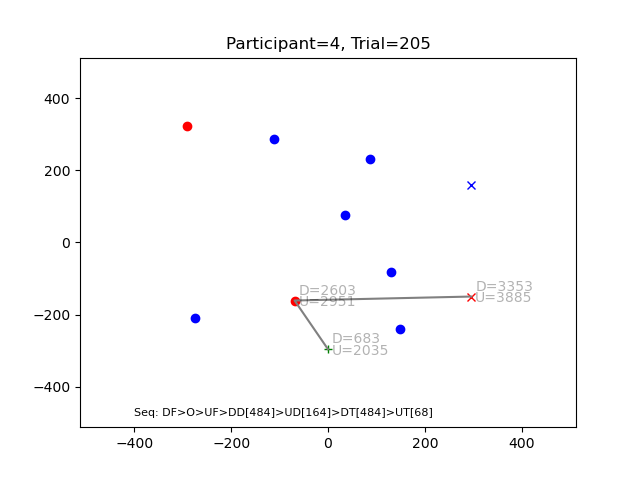 Participant=4, Trial=205
400
200
0
−200
−400
D=2603
U=2951
D=3353
U=3885
D=683
U=2035
Seq: DF>O>UF>DD[484]>UD[164]>DT[484]>UT[68]
−400 −200 0 200 400